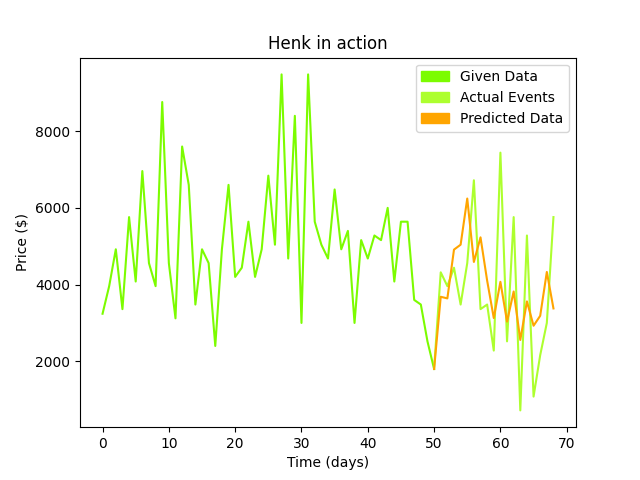 Henk in action
Given Data
Actual Events
Predicted Data
Price ($)
8000
6000
4000
2000
0 10 20 30 40 50 60 70
Time (days)